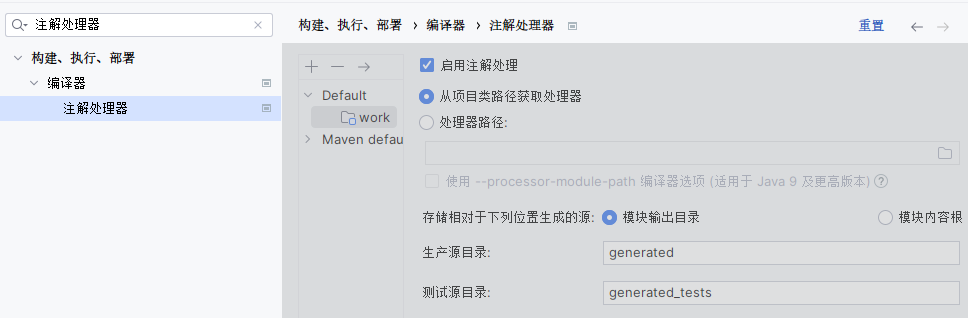 注解处理器
构建、执行、部署
编译器
注解处理器
构建、执行、部署 › 编译器 › 注解处理器
重置
Default
work
Maven defau
启用注解处理
从项目类路径获取处理器
处理器路径:
使用 --processor-module-path 编译器选项 (适用于 Java 9 及更高版本)
存储相对于下列位置生成的源: 模块输出目录 模块内容根
生产源目录: generated
测试源目录: generated_tests